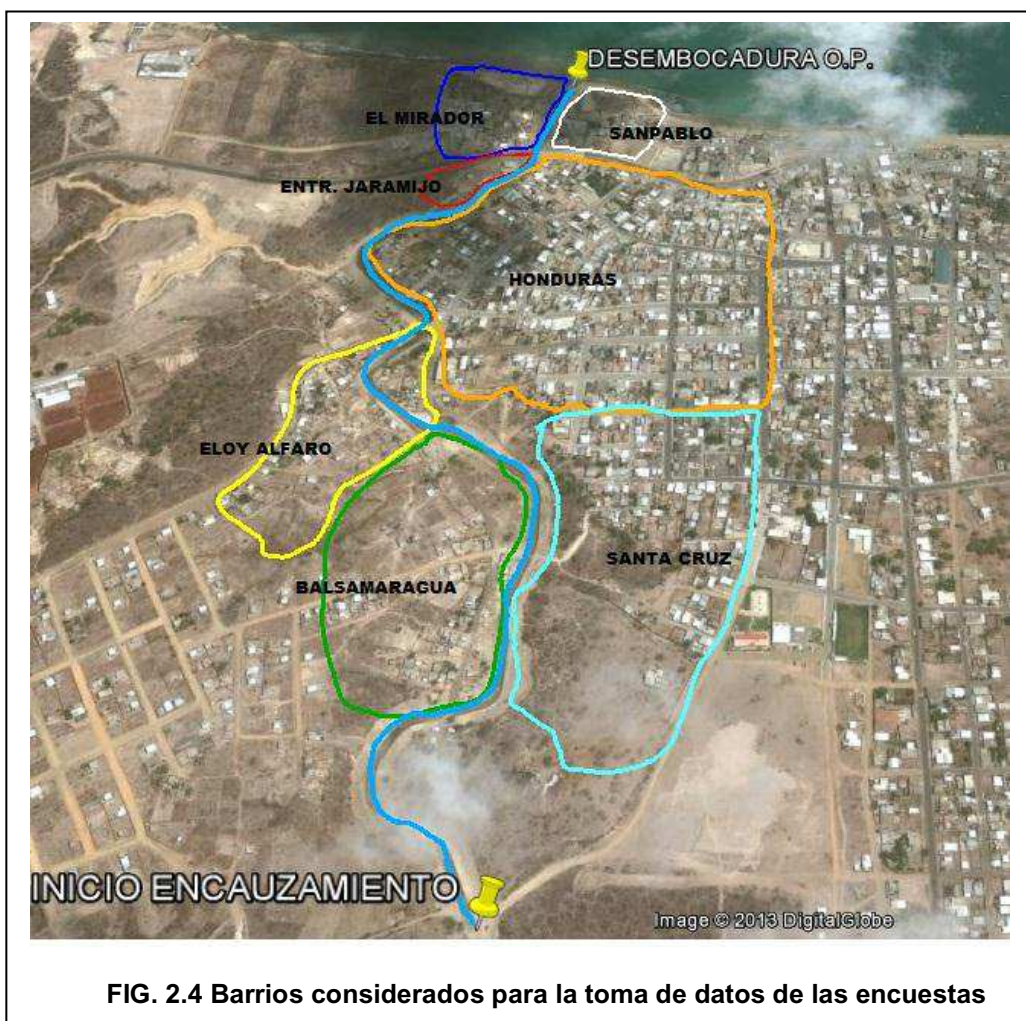 DESEMBOCADURA O.P.
EL MIRADOR
SANPABLO
ENTR. JARAMIJO
HONDURAS
ELOY ALFARO
SANTA CRUZ
BALSAMARAGUA
INICIO ENCAUZAMIENTO
Image © 2013 DigitalGlobe
FIG. 2.4 Barrios considerados para la toma de datos de las encuestas